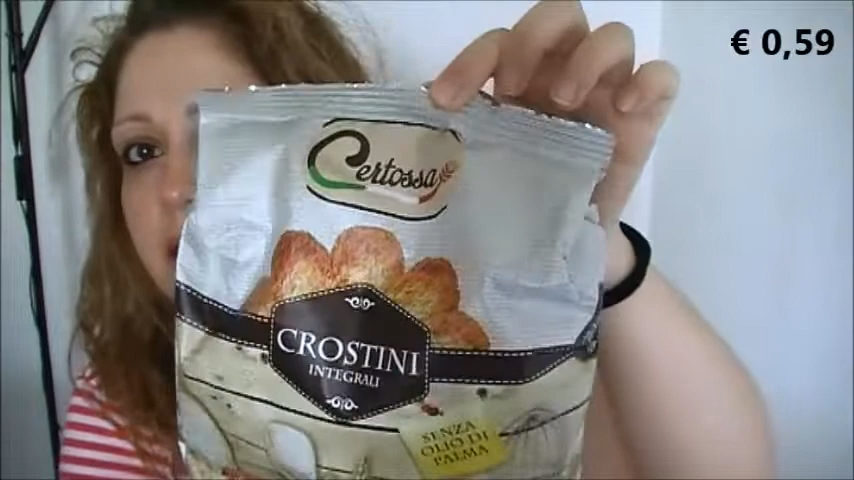 € 0,59
Certossa
CROSTINI
INTEGRALI
SENZA
OLIO DI
PALMA